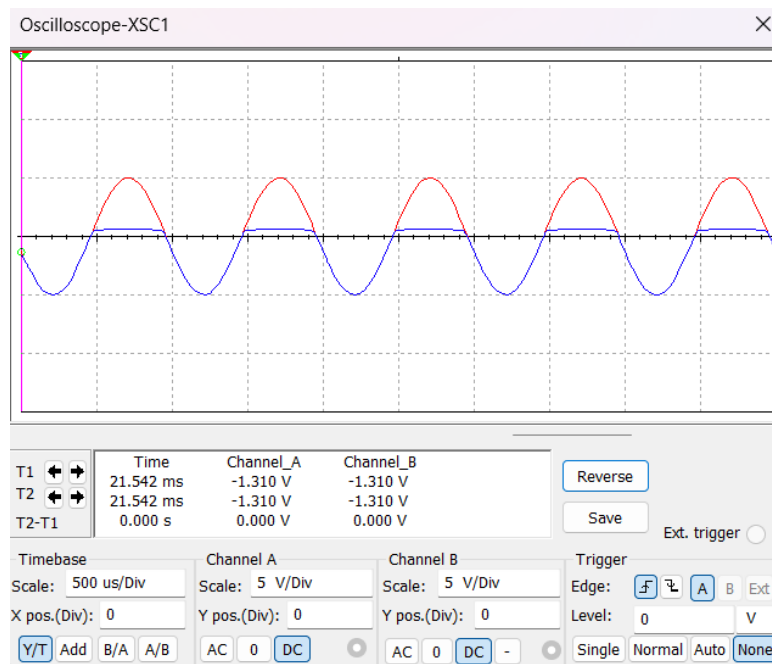 Oscilloscope-XSC1
Time Channel_A Channel_B
T1 21.542 ms -1.310 V -1.310 V
T2 21.542 ms -1.310 V -1.310 V
T2-T1 0.000 s 0.000 V 0.000 V
Reverse
Save
Ext. trigger
Timebase
Scale: 500 us/Div
X pos.(Div): 0
Y/T Add B/A A/B
Channel A
Scale: 5 V/Div
Y pos.(Div): 0
AC 0 DC
Channel B
Scale: 5 V/Div
Y pos.(Div): 0
AC 0 DC -
Trigger
Edge: A B Ext
Level: 0 V
Single Normal Auto None